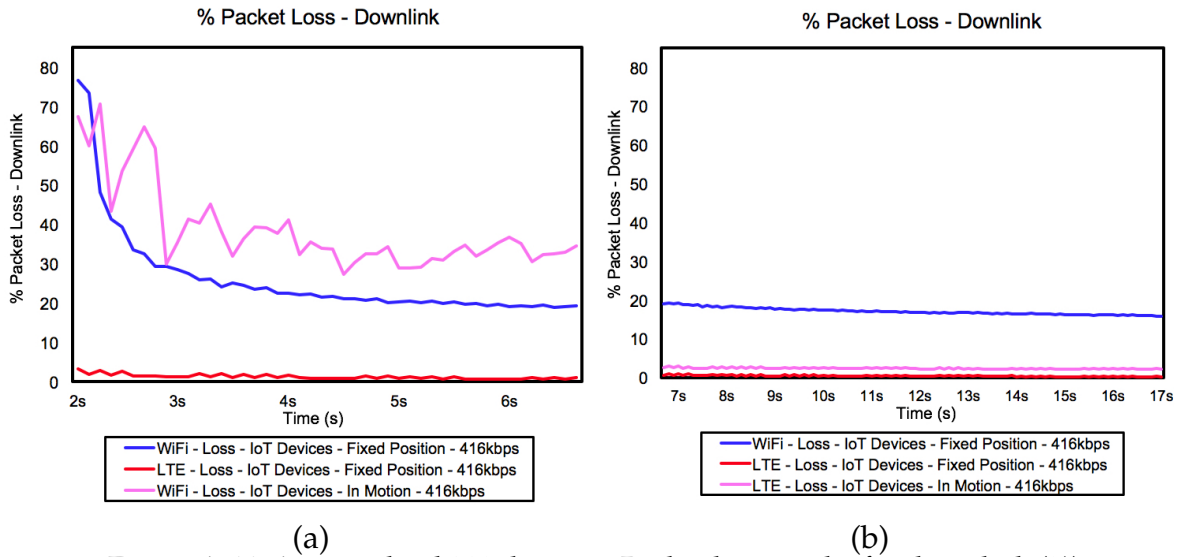 % Packet Loss - Downlink
% Packet Loss - Downlink
80
70
60
50
40
30
20
10
0
2s 3s 4s 5s 6s
Time (s)
WiFi - Loss - IoT Devices - Fixed Position - 416kbps
LTE - Loss - IoT Devices - Fixed Position - 416kbps
WiFi - Loss - IoT Devices - In Motion - 416kbps
(a)
% Packet Loss - Downlink
% Packet Loss - Downlink
80
70
60
50
40
30
20
10
0
7s 8s 9s 10s 11s 12s 13s 14s 15s 16s 17s
Time (s)
WiFi - Loss - IoT Devices - Fixed Position - 416kbps
LTE - Loss - IoT Devices - Fixed Position - 416kbps
LTE - Loss - IoT Devices - In Motion - 416kbps
(b)